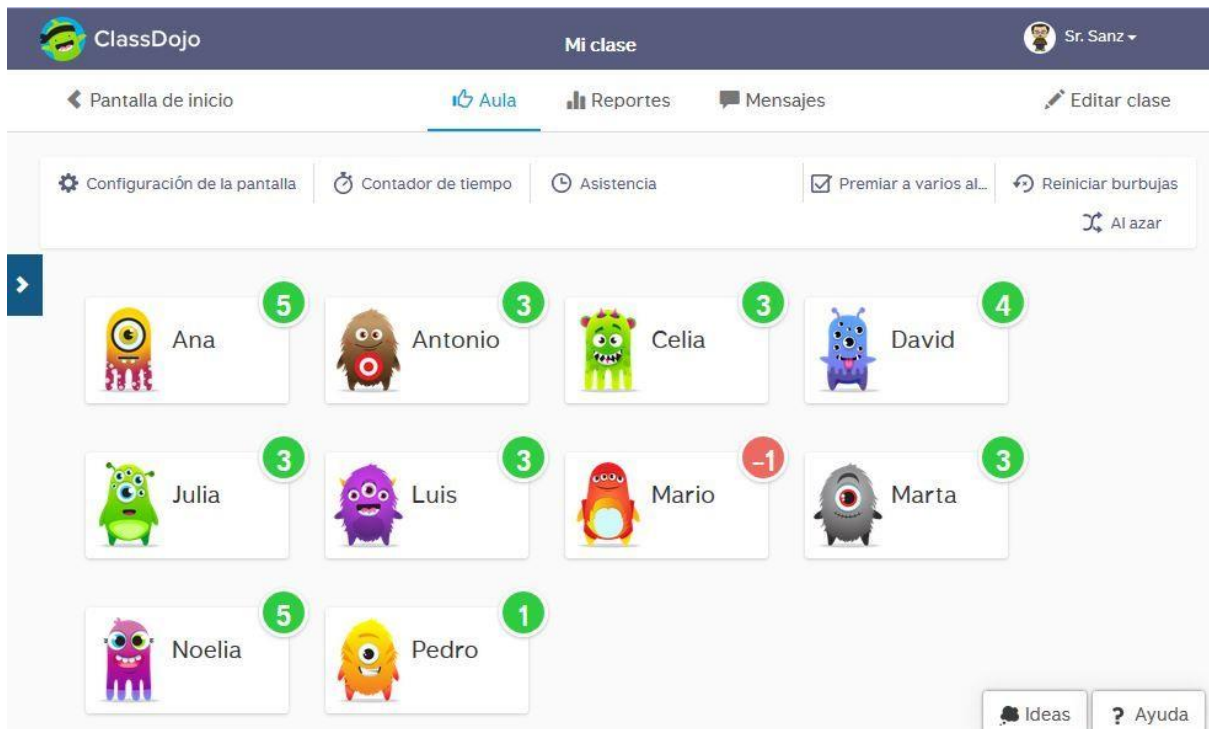 ClassDojo
Mi clase
Sr. Sanz
Pantalla de inicio
Aula
Reportes
Mensajes
Editar clase
Configuración de la pantalla
Contador de tiempo
Asistencia
Premiar a varios al...
Reiniciar burbujas
Al azar
5
Ana
3
Antonio
3
Celia
4
David
3
Julia
3
Luis
-1
Mario
3
Marta
5
Noelia
1
Pedro
Ideas
? Ayuda